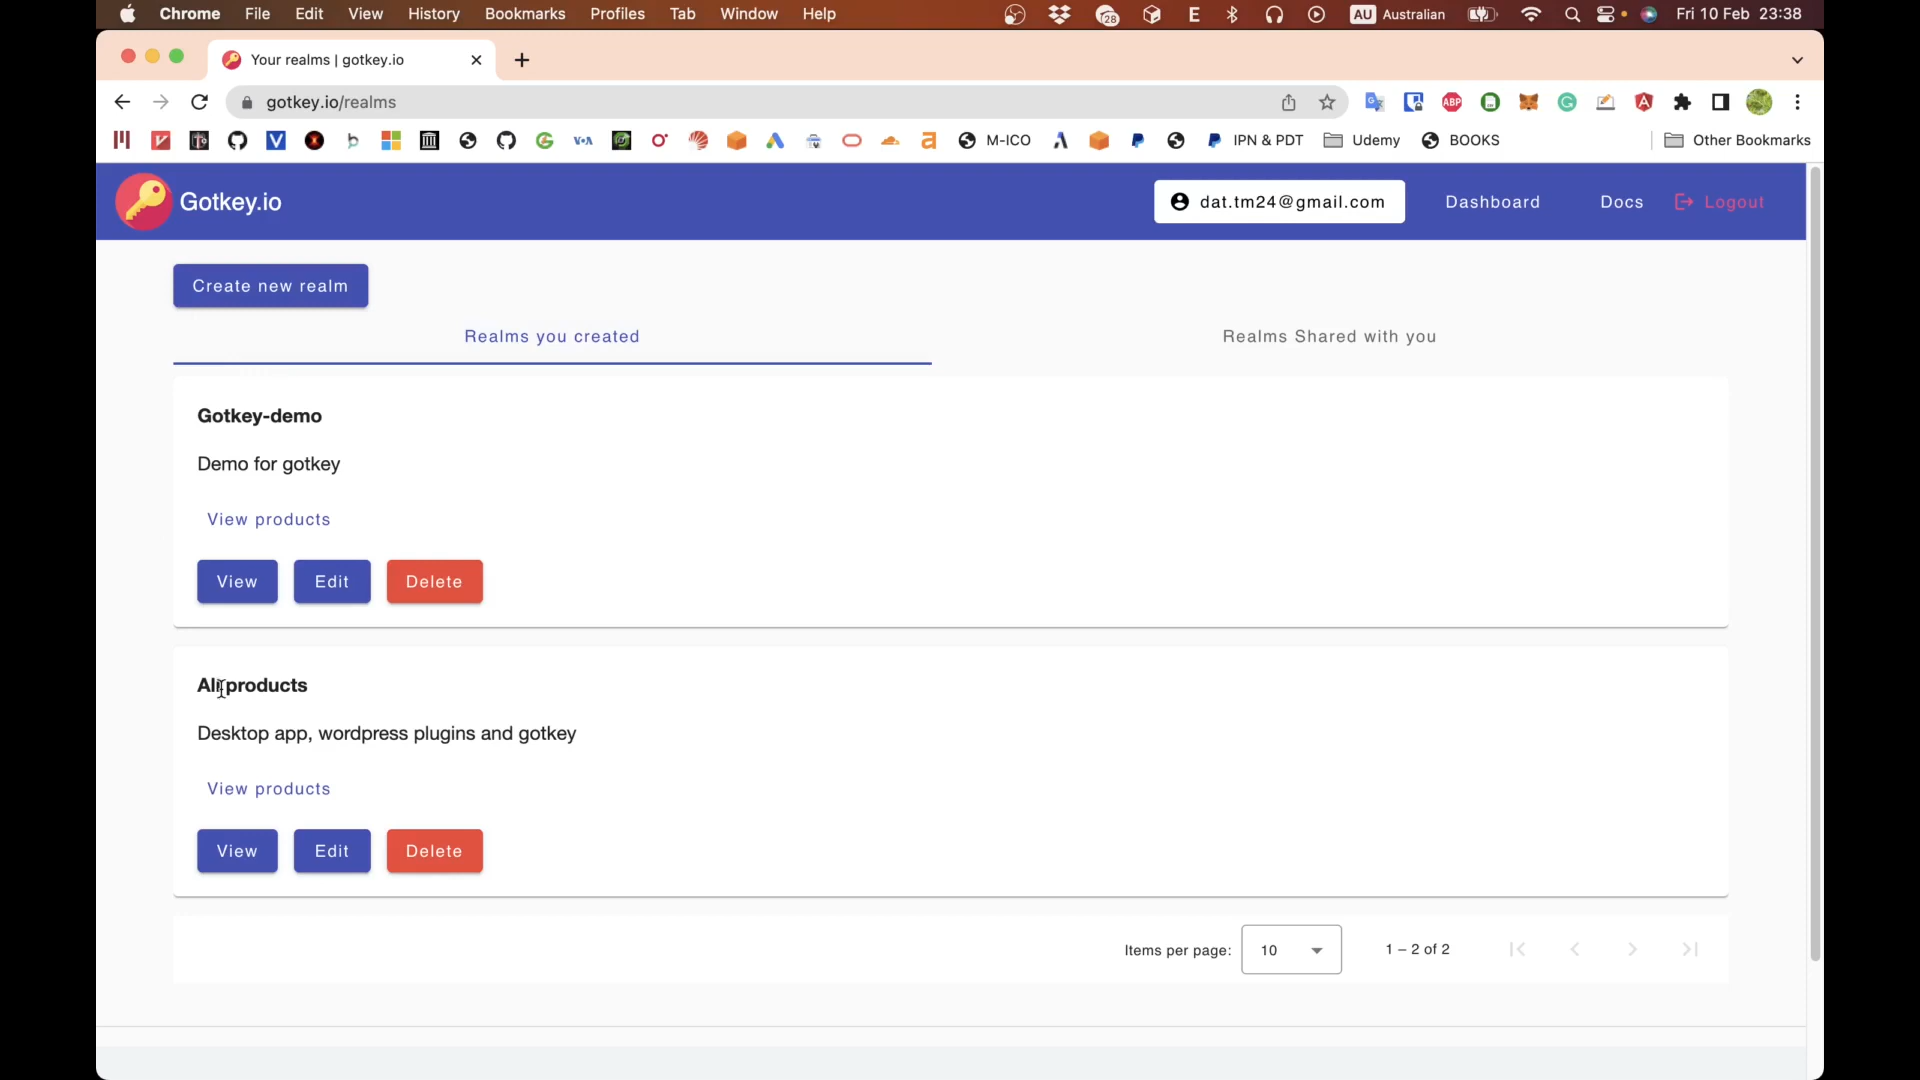 Chrome File Edit View History Bookmarks Profiles Tab Window Help 28 E AU Australian Fri 10 Feb 23:38
Your realms | gotkey.io
gotkey.io/realms ABP
M-ICO IPN & PDT Udemy BOOKS Other Bookmarks
Gotkey.io dat.tm24@gmail.com Dashboard Docs Logout
Create new realm
Realms you created Realms Shared with you
Gotkey-demo
Demo for gotkey
View products
View Edit Delete
products
Desktop app, wordpress plugins and gotkey
View products
View Edit Delete
Items per page: 10 1 – 2 of 2